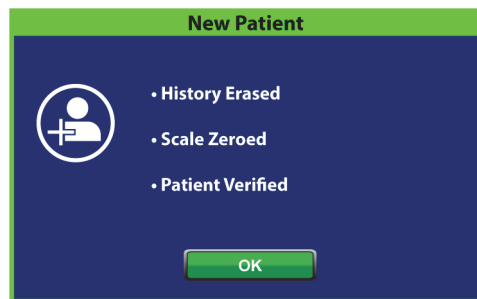 New Patient
• History Erased
• Scale Zeroed
• Patient Verified
OK